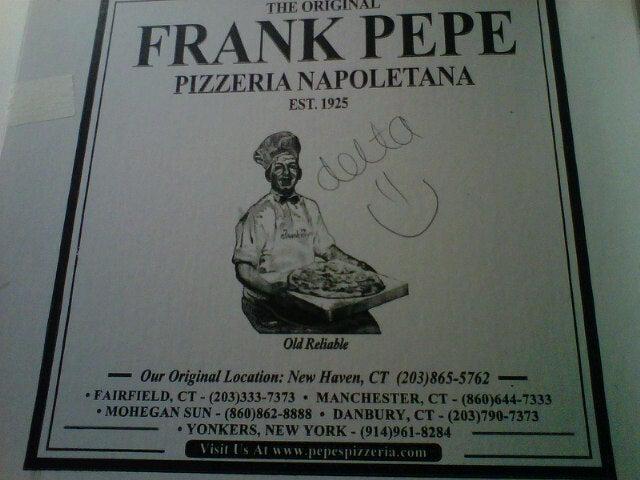 THE ORIGINAL
FRANK PEPE
PIZZERIA NAPOLETANA
EST. 1925
delta
Frank Pepe
Old Reliable
Our Original Location: New Haven, CT (203)865-5762
• FAIRFIELD, CT - (203)333-7373 • MANCHESTER, CT - (860)644-7333
• MOHEGAN SUN - (860)862-8888 • DANBURY, CT - (203)790-7373
• YONKERS, NEW YORK - (914)961-8284
Visit Us At www.pepespizzeria.com